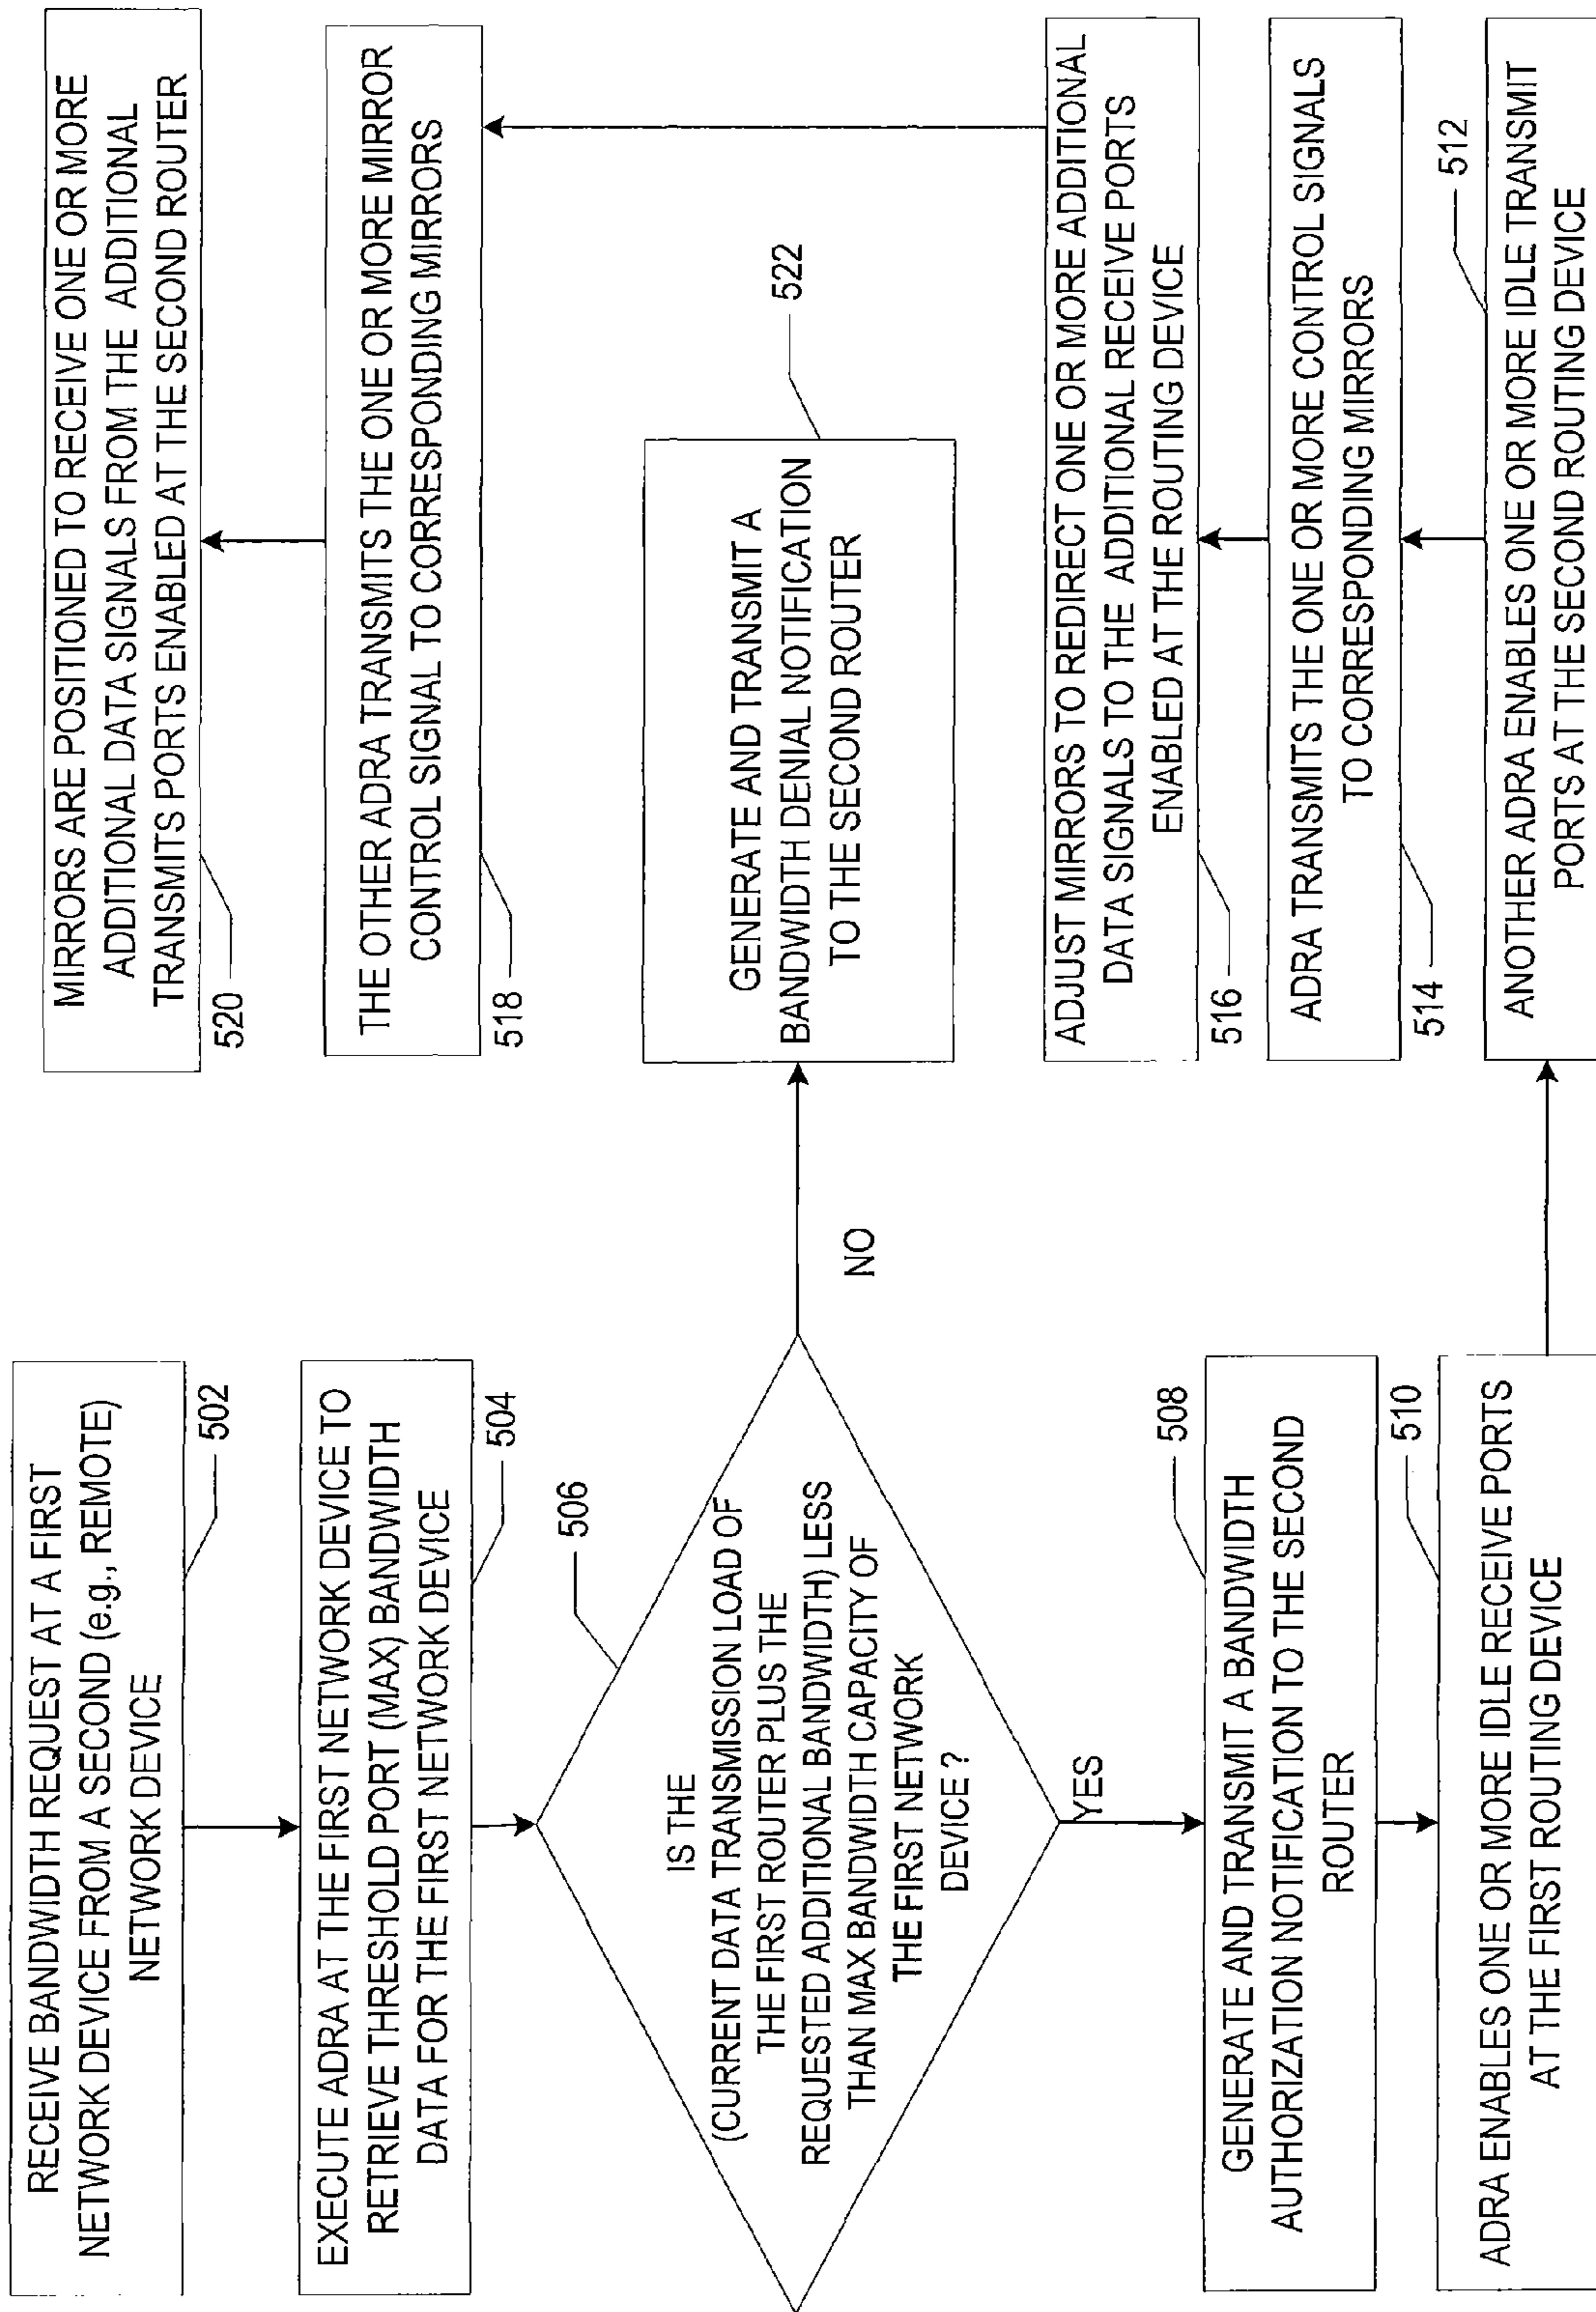 RECEIVE BANDWIDTH REQUEST AT A FIRST
NETWORK DEVICE FROM A SECOND (e.g., REMOTE)
NETWORK DEVICE
502
EXECUTE ADRA AT THE FIRST NETWORK DEVICE TO
RETRIEVE THRESHOLD PORT (MAX) BANDWIDTH
DATA FOR THE FIRST NETWORK DEVICE
504
506
IS THE
(CURRENT DATA TRANSMISSION LOAD OF
THE FIRST ROUTER PLUS THE
REQUESTED ADDITIONAL BANDWIDTH) LESS
THAN MAX BANDWIDTH CAPACITY OF
THE FIRST NETWORK
DEVICE ?
NO
YES
GENERATE AND TRANSMIT A BANDWIDTH
AUTHORIZATION NOTIFICATION TO THE SECOND
ROUTER
508
ADRA ENABLES ONE OR MORE IDLE RECEIVE PORTS
AT THE FIRST ROUTING DEVICE
510
ANOTHER ADRA ENABLES ONE OR MORE IDLE TRANSMIT
PORTS AT THE SECOND ROUTING DEVICE
512
ADRA TRANSMITS THE ONE OR MORE CONTROL SIGNALS
TO CORRESPONDING MIRRORS
514
ADJUST MIRRORS TO REDIRECT ONE OR MORE ADDITIONAL
DATA SIGNALS TO THE ADDITIONAL RECEIVE PORTS
ENABLED AT THE ROUTING DEVICE
516
THE OTHER ADRA TRANSMITS THE ONE OR MORE MIRROR
CONTROL SIGNAL TO CORRESPONDING MIRRORS
518
MIRRORS ARE POSITIONED TO RECEIVE ONE OR MORE
ADDITIONAL DATA SIGNALS FROM THE ADDITIONAL
TRANSMITS PORTS ENABLED AT THE SECOND ROUTER
520
GENERATE AND TRANSMIT A
BANDWIDTH DENIAL NOTIFICATION
TO THE SECOND ROUTER
522